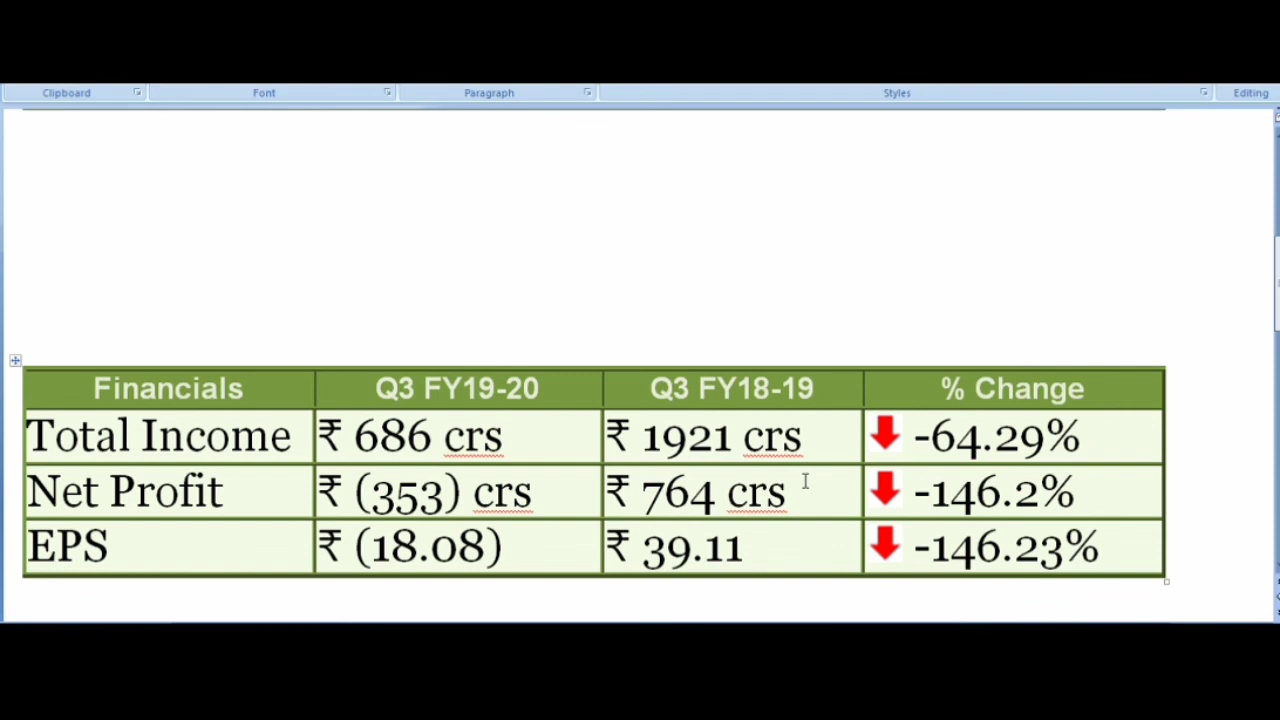 Clipboard Font Paragraph Styles Editing
Financials Q3 FY19-20 Q3 FY18-19 % Change
Total Income ₹ 686 crs ₹ 1921 crs -64.29%
Net Profit ₹ (353) crs ₹ 764 crs -146.2%
EPS ₹ (18.08) ₹ 39.11 -146.23%